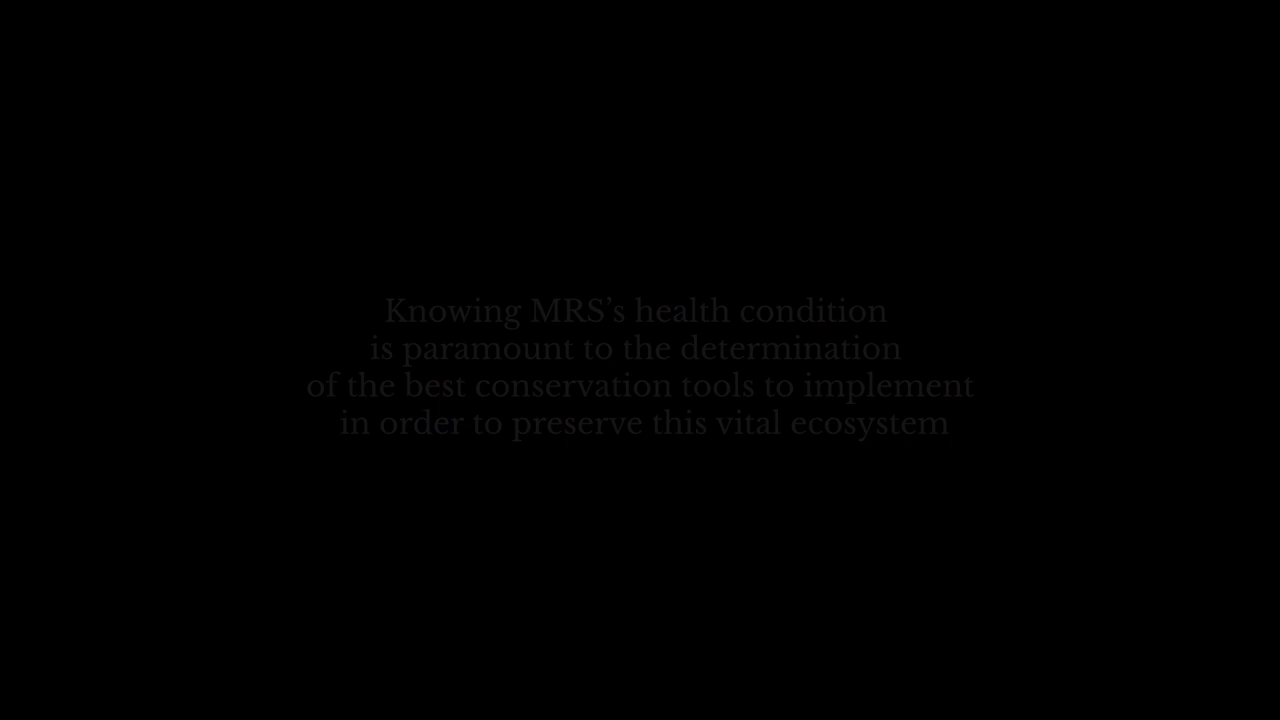 Knowing MRS’s health condition
is paramount to the determination
of the best conservation tools to implement
in order to preserve this vital ecosystem